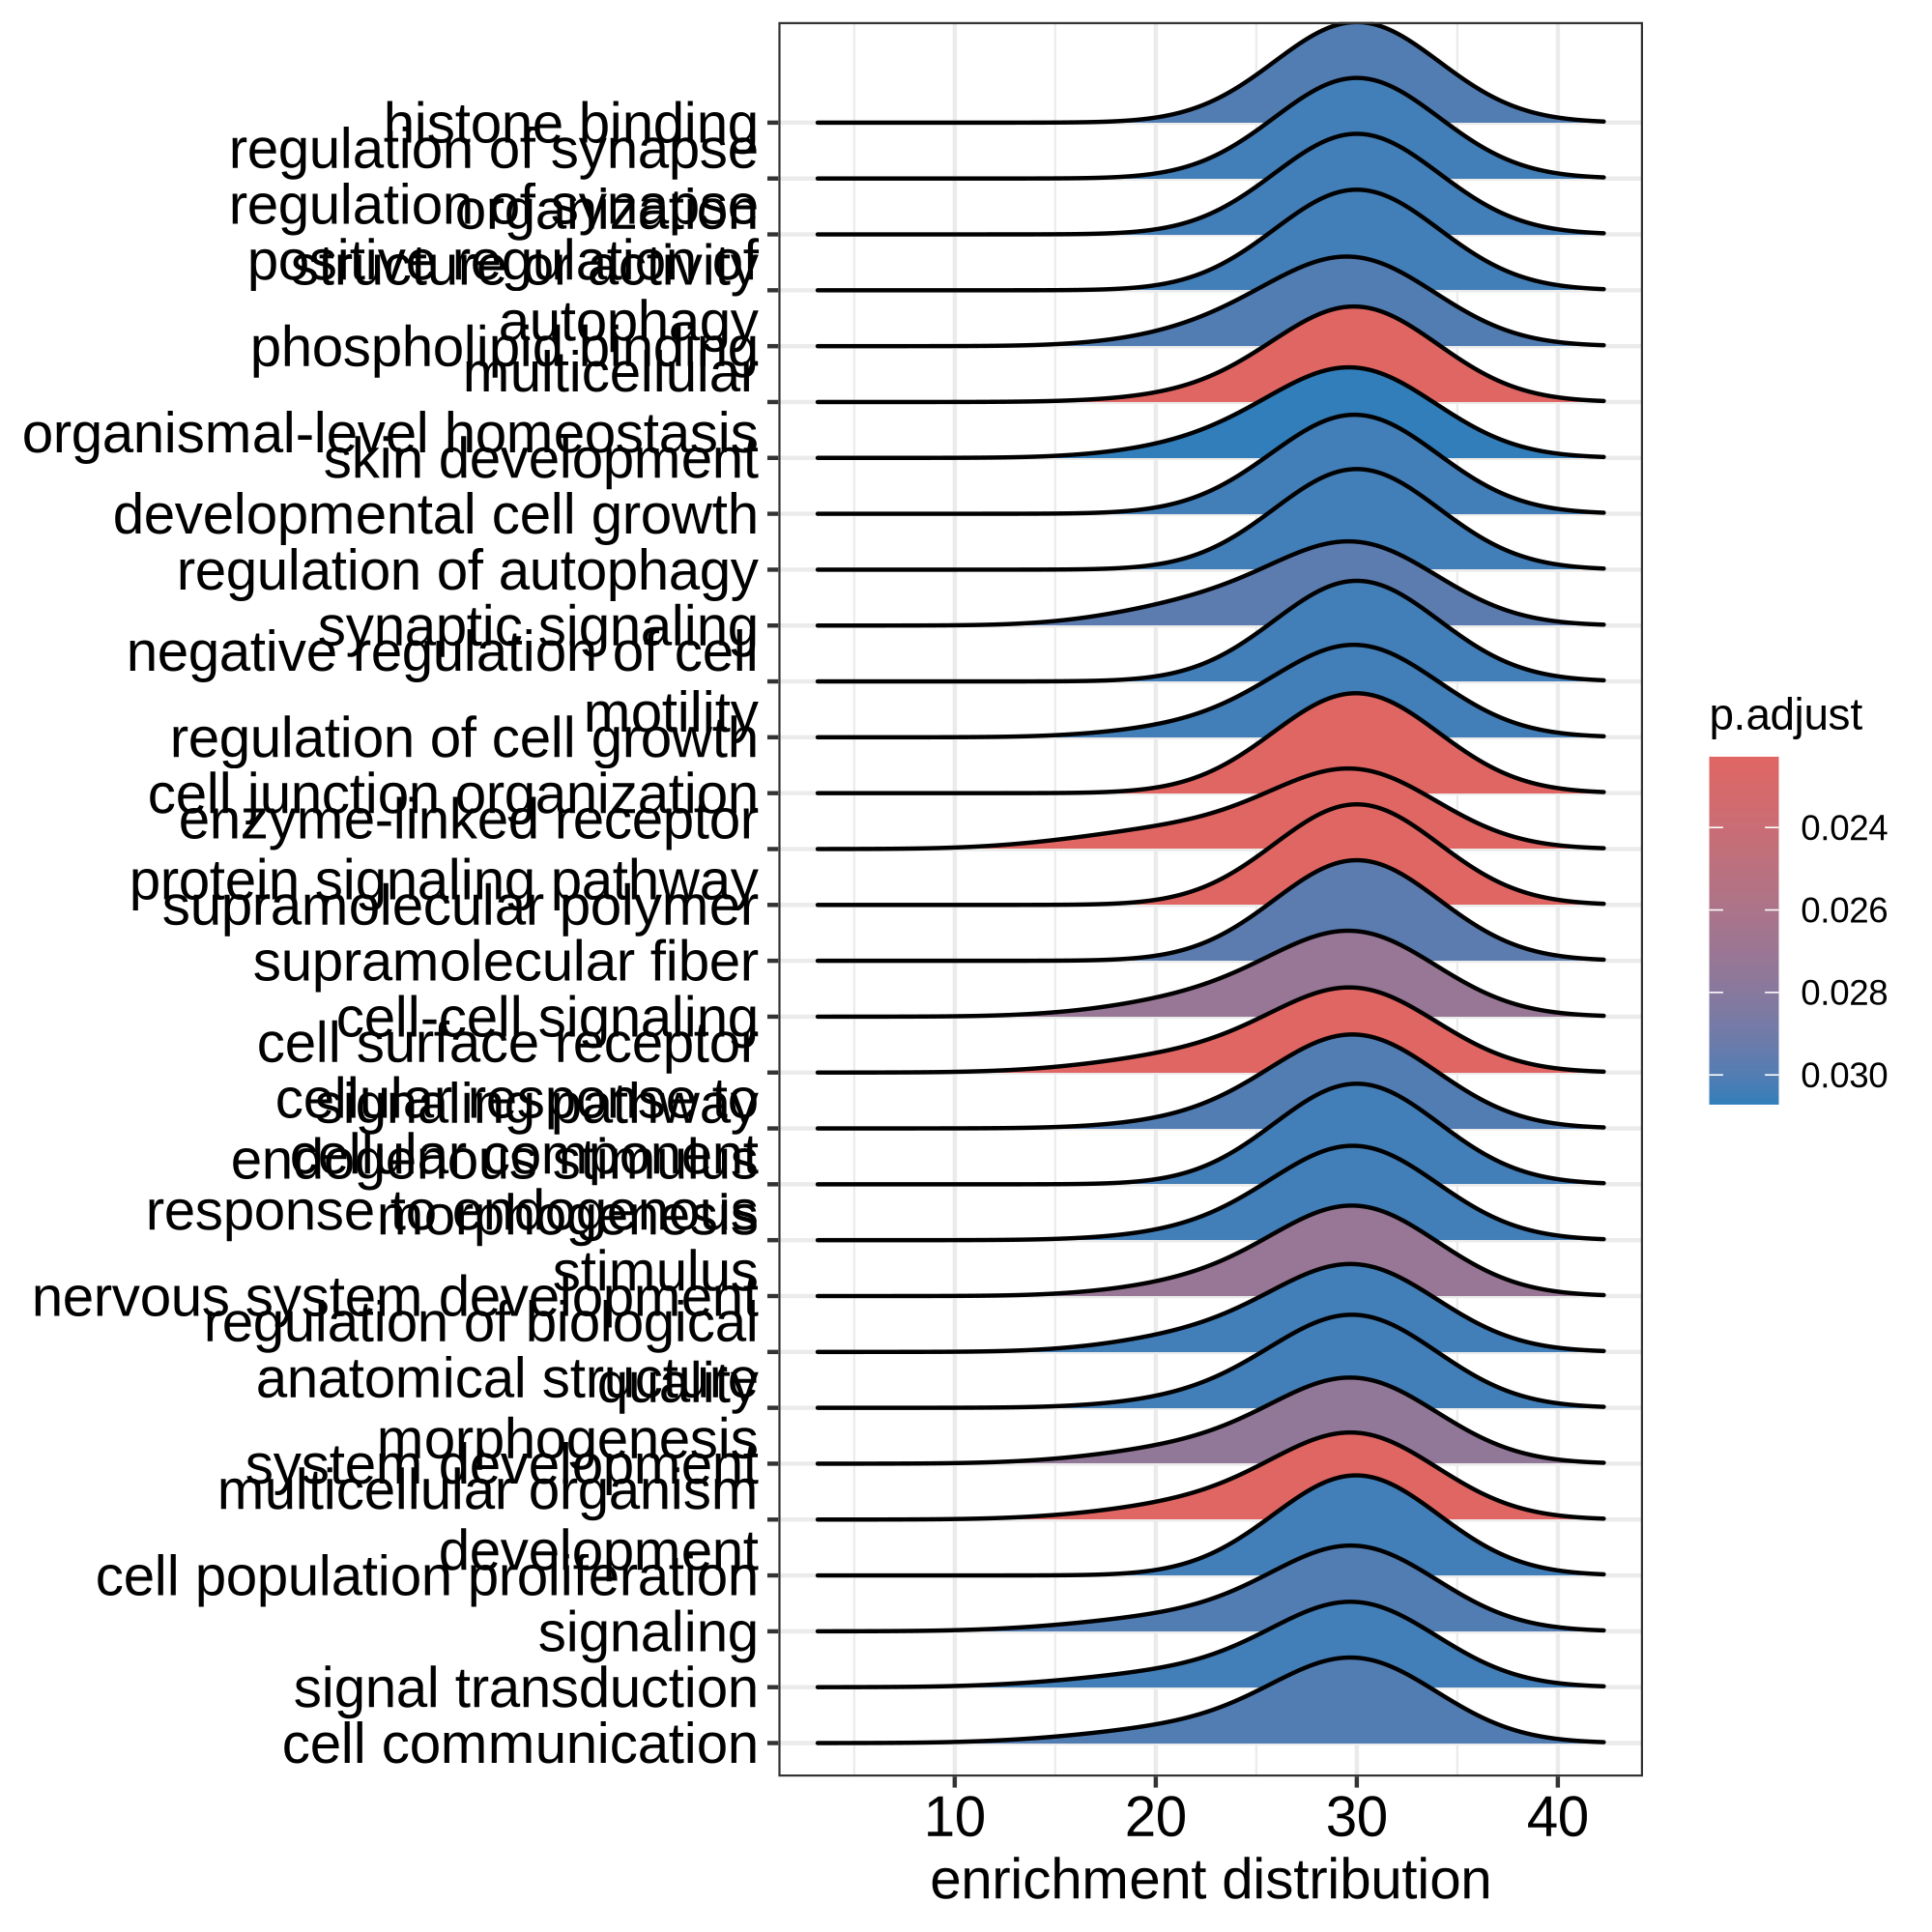 histone binding
regulation of synapse
organization
regulation of synapse
structure or activity
positive regulation of
autophagy
phospholipid binding
multicellular
organismal-level homeostasis
skin development
developmental cell growth
regulation of autophagy
synaptic signaling
negative regulation of cell
motility
regulation of cell growth
cell junction organization
enzyme-linked receptor
protein signaling pathway
supramolecular polymer
supramolecular fiber
cell-cell signaling
cell surface receptor
signaling pathway
cellular response to
endogenous stimulus
cellular component
morphogenesis
response to endogenous
stimulus
nervous system development
regulation of biological
quality
anatomical structure
morphogenesis
system development
multicellular organism
development
cell population proliferation
signaling
signal transduction
cell communication
10
20
30
40
enrichment distribution
p.adjust
0.024
0.026
0.028
0.030